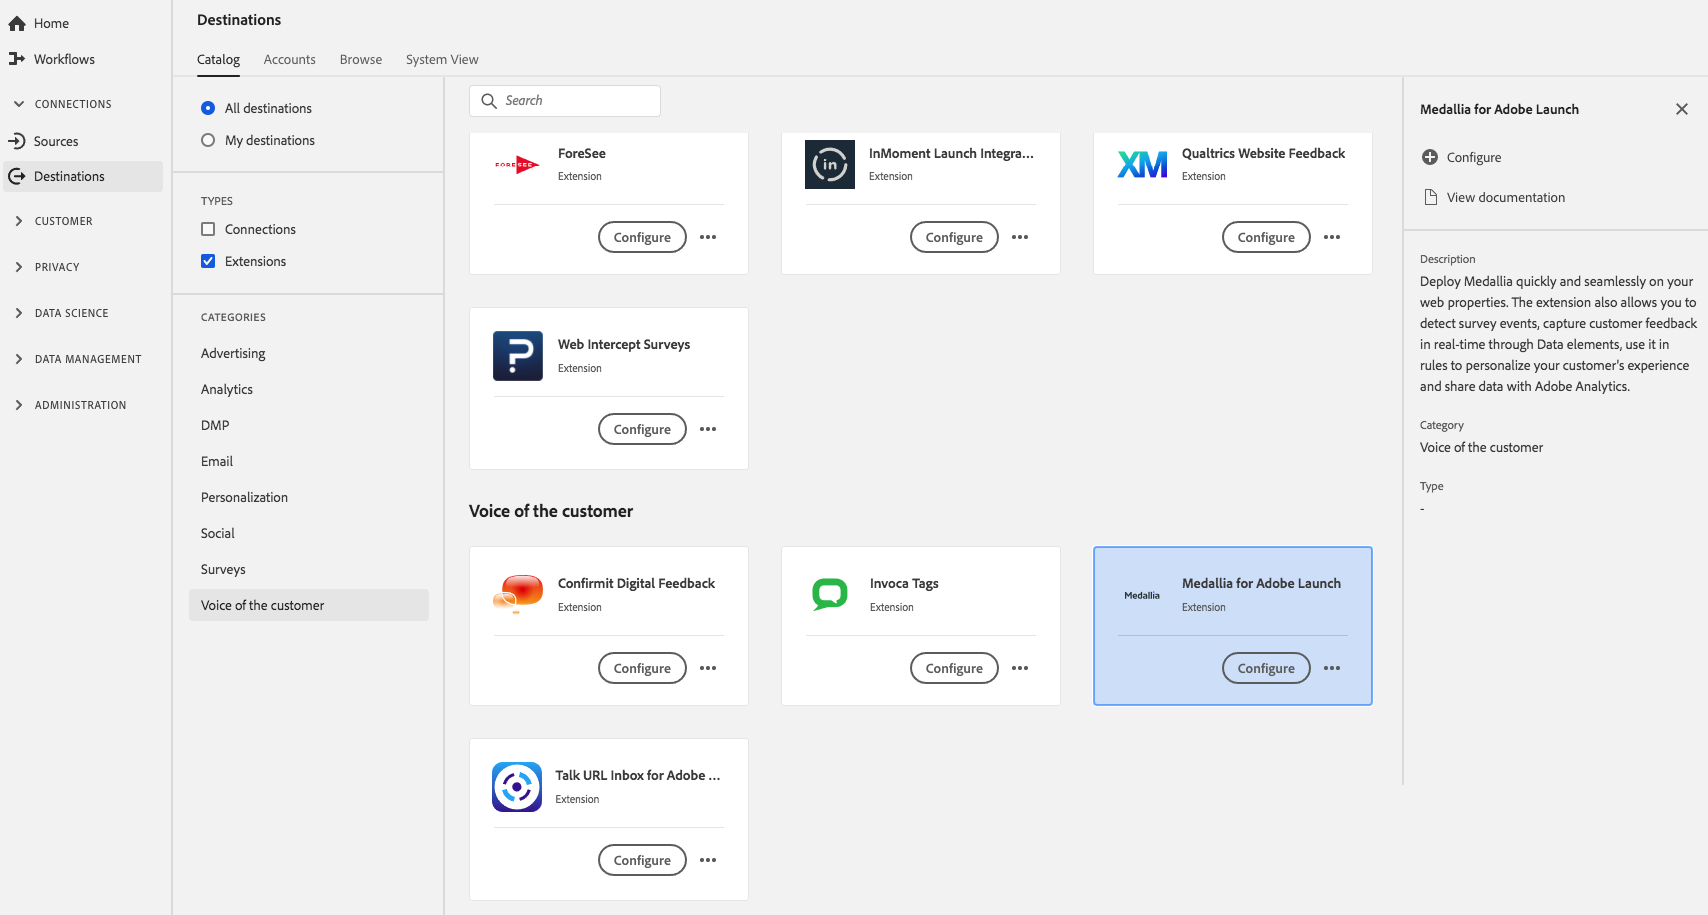 Home
Workflows
CONNECTIONS
Sources
Destinations
CUSTOMER
PRIVACY
DATA SCIENCE
DATA MANAGEMENT
ADMINISTRATION
Destinations
Catalog Accounts Browse System View
All destinations
My destinations
TYPES
Connections
Extensions
CATEGORIES
Advertising
Analytics
DMP
Email
Personalization
Social
Surveys
Voice of the customer
Search
FORESEE
ForeSee
Extension
Configure
in
InMoment Launch Integra...
Extension
Configure
XM
Qualtrics Website Feedback
Extension
Configure
Web Intercept Surveys
Extension
Configure
Voice of the customer
Confirmit Digital Feedback
Extension
Configure
Invoca Tags
Extension
Configure
Medallia
Medallia for Adobe Launch
Extension
Configure
Talk URL Inbox for Adobe ...
Extension
Configure
Medallia for Adobe Launch
Configure
View documentation
Description
Deploy Medallia quickly and seamlessly on your
web properties. The extension also allows you to
detect survey events, capture customer feedback
in real-time through Data elements, use it in
rules to personalize your customer's experience
and share data with Adobe Analytics.
Category
Voice of the customer
Type
-